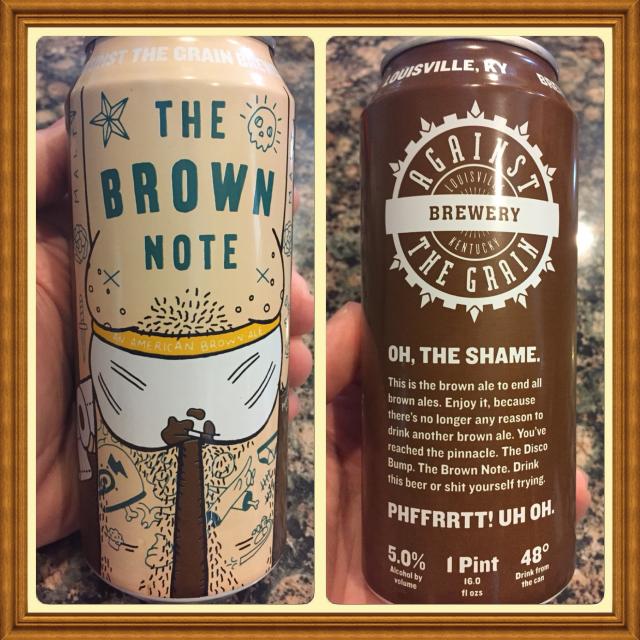 AGAINST THE GRAIN
THE
BROWN
NOTE
AN AMERICAN BROWN ALE
MALT
LOUISVILLE, KY
AGAINST
LOUISVILLE
BREWERY
KENTUCKY
THE GRAIN
OH, THE SHAME.
This is the brown ale to end all
brown ales. Enjoy it, because
there's no longer any reason to
drink another brown ale. You've
reached the pinnacle. The Disco
Bump. The Brown Note. Drink
this beer or shit yourself trying.
PHFFRRTT! UH OH.
5.0%
Alcohol by
volume
1 Pint
16.0
fl ozs
48°
Drink from
the can